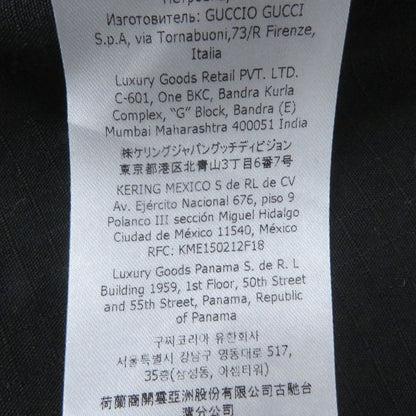 Изготовитель: GUCCIO GUCCI
S.p.A, via Tornabuoni,73/R Firenze,
Italia
Luxury Goods Retail PVT. LTD.
C-601, One BKC, Bandra Kurla
Complex, "G" Block, Bandra (E)
Mumbai Maharashtra 400051 India
㈱ケリングジャパングッチディビジョン
東京都港区北青山3丁目6番7号
KERING MEXICO S de RL de CV
Av. Ejército Nacional 676, piso 9
Polanco III sección Miguel Hidalgo
Ciudad de México 11540, México
RFC: KME150212F18
Luxury Goods Panama S. de R. L
Building 1959, 1st Floor, 50th Street
and 55th Street, Panama, Republic
of Panama
구찌코리아 유한회사
서울특별시 강남구 영동대로 517,
35층(삼성동, 아셈타워)
荷蘭商開雲亞洲股份有限公司古馳台
灣分公司